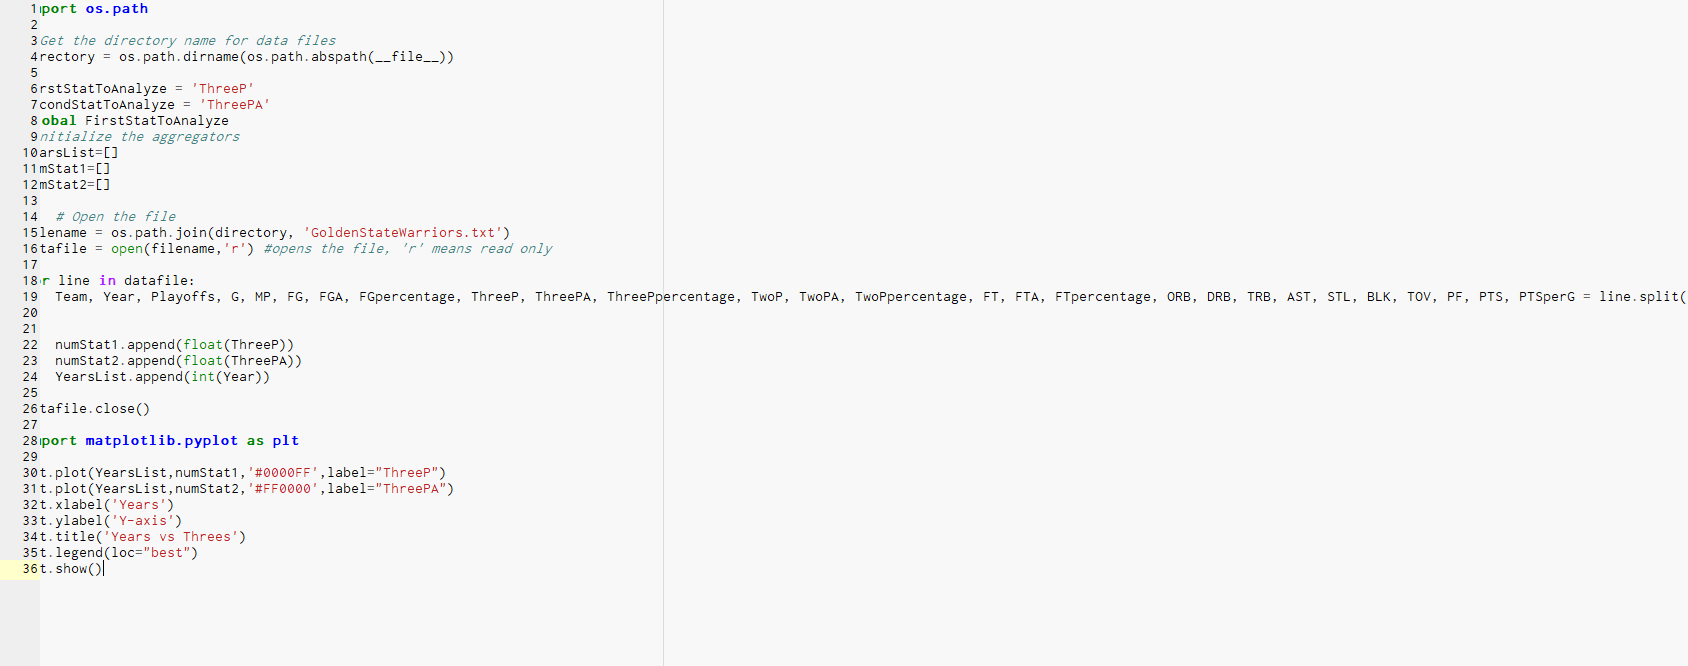 1 port os.path
2
3 Get the directory name for data files
4 rectory = os.path.dirname(os.path.abspath(__file__))
5
6 rstStatToAnalyze = 'ThreeP'
7 condStatToAnalyze = 'ThreePA'
8 obal FirstStatToAnalyze
9 nitialize the aggregators
10 arsList=[]
11 mStat1=[]
12 mStat2=[]
13
14 # Open the file
15 lename = os.path.join(directory, 'GoldenStateWarriors.txt')
16 tafile = open(filename,'r') #opens the file, 'r' means read only
17
18 r line in datafile:
19 Team, Year, Playoffs, G, MP, FG, FGA, FGpercentage, ThreeP, ThreePA, ThreePpercentage, TwoP, TwoPA, TwoPpercentage, FT, FTA, FTpercentage, ORB, DRB, TRB, AST, STL, BLK, TOV, PF, PTS, PTSperG = line.split(
20
21
22 numStat1.append(float(ThreeP))
23 numStat2.append(float(ThreePA))
24 YearsList.append(int(Year))
25
26 tafile.close()
27
28 port matplotlib.pyplot as plt
29
30 t.plot(YearsList,numStat1,'#0000FF',label="ThreeP")
31 t.plot(YearsList,numStat2,'#FF0000',label="ThreePA")
32 t.xlabel('Years')
33 t.ylabel('Y-axis')
34 t.title('Years vs Threes')
35 t.legend(loc="best")
36 t.show()